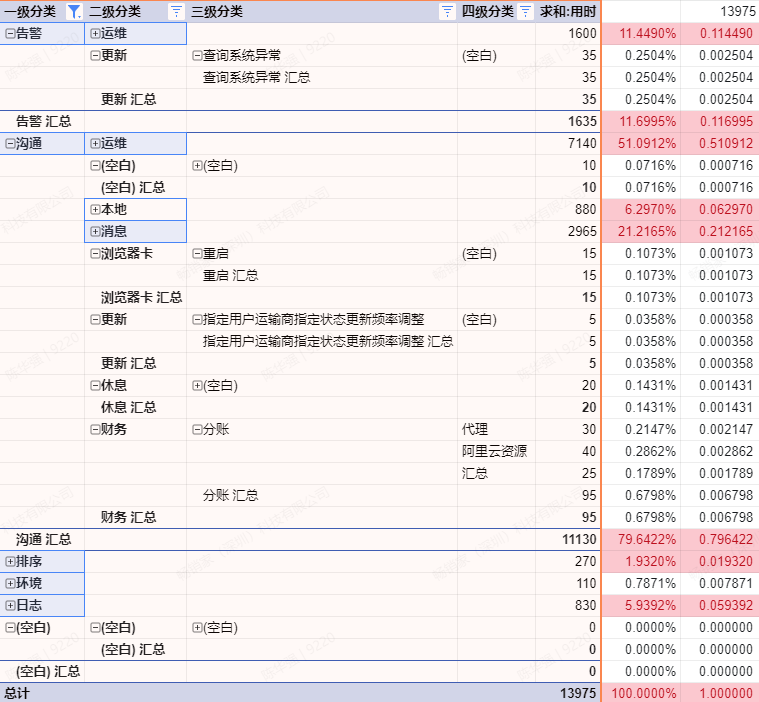 一级分类 二级分类 三级分类 四级分类 求和:用时 13975
告警 运维 1600 11.4490% 0.114490
更新 查询系统异常 (空白) 35 0.2504% 0.002504
查询系统异常 汇总 35 0.2504% 0.002504
更新 汇总 35 0.2504% 0.002504
告警 汇总 1635 11.6995% 0.116995
沟通 运维 7140 51.0912% 0.510912
(空白) (空白) 10 0.0716% 0.000716
(空白) 汇总 10 0.0716% 0.000716
本地 880 6.2970% 0.062970
消息 2965 21.2165% 0.212165
浏览器卡 重启 (空白) 15 0.1073% 0.001073
重启 汇总 15 0.1073% 0.001073
浏览器卡 汇总 15 0.1073% 0.001073
更新 指定用户运输商指定状态更新频率调整 (空白) 5 0.0358% 0.000358
指定用户运输商指定状态更新频率调整 汇总 5 0.0358% 0.000358
更新 汇总 5 0.0358% 0.000358
休息 (空白) 20 0.1431% 0.001431
休息 汇总 20 0.1431% 0.001431
财务 分账 代理 30 0.2147% 0.002147
阿里云资源 40 0.2862% 0.002862
汇总 25 0.1789% 0.001789
分账 汇总 95 0.6798% 0.006798
财务 汇总 95 0.6798% 0.006798
沟通 汇总 11130 79.6422% 0.796422
排序 270 1.9320% 0.019320
环境 110 0.7871% 0.007871
日志 830 5.9392% 0.059392
(空白) (空白) (空白) 0 0.0000% 0.000000
(空白) 汇总 0 0.0000% 0.000000
(空白) 汇总 0 0.0000% 0.000000
总计 13975 100.0000% 1.000000